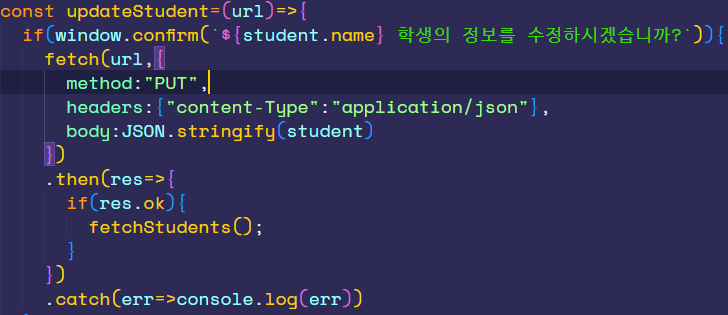 const updateStudent=(url)=>{
if(window.confirm(`${student.name} 학생의 정보를 수정하시겠습니까?`)){
fetch(url,{
method:"PUT",
headers:{"content-Type":"application/json"},
body:JSON.stringify(student)
})
.then(res=>{
if(res.ok){
fetchStudents();
}
})
.catch(err=>console.log(err))